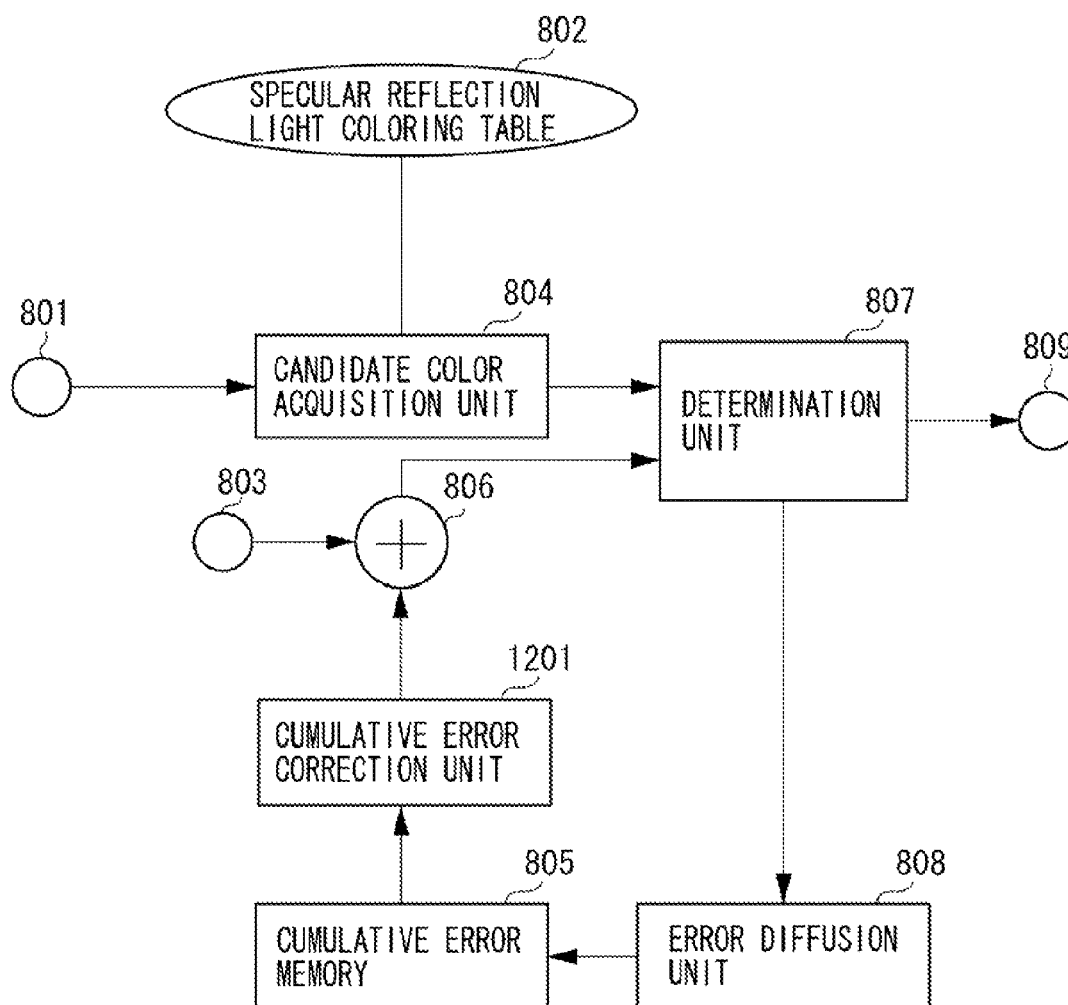 802
SPECULAR REFLECTION
LIGHT COLORING TABLE
801
804
CANDIDATE COLOR
ACQUISITION UNIT
807
DETERMINATION
UNIT
809
803
806
1201
CUMULATIVE ERROR
CORRECTION UNIT
805
CUMULATIVE ERROR
MEMORY
808
ERROR DIFFUSION
UNIT